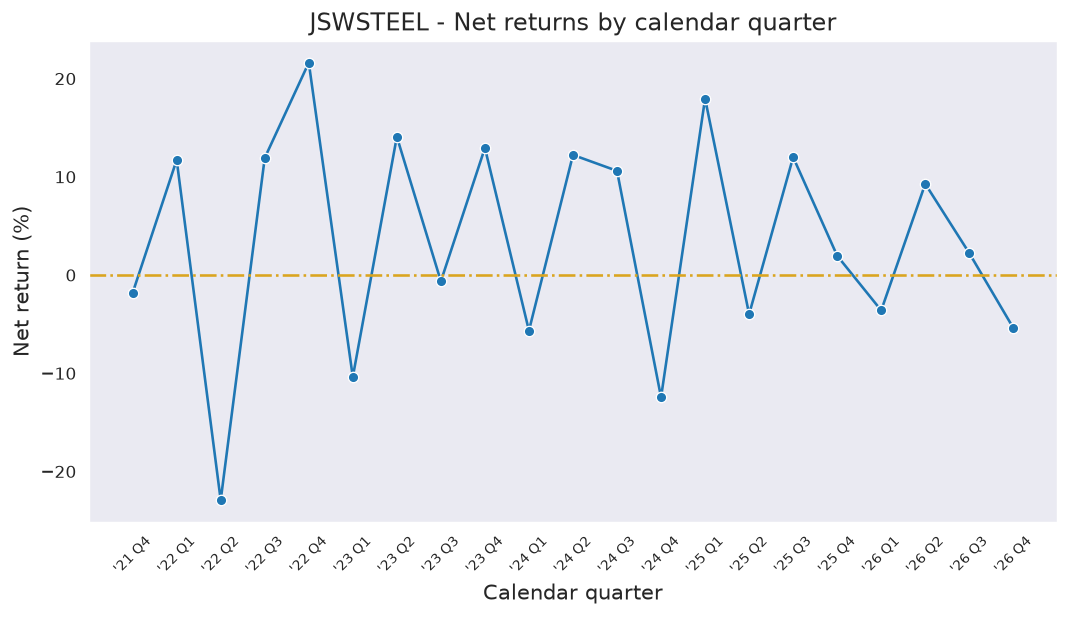 JSWSTEEL - Net returns by calendar quarter
Net return (%)
20
10
0
−10
−20
'21 Q4
'22 Q1
'22 Q2
'22 Q3
'22 Q4
'23 Q1
'23 Q2
'23 Q3
'23 Q4
'24 Q1
'24 Q2
'24 Q3
'24 Q4
'25 Q1
'25 Q2
'25 Q3
'25 Q4
'26 Q1
'26 Q2
'26 Q3
'26 Q4
Calendar quarter